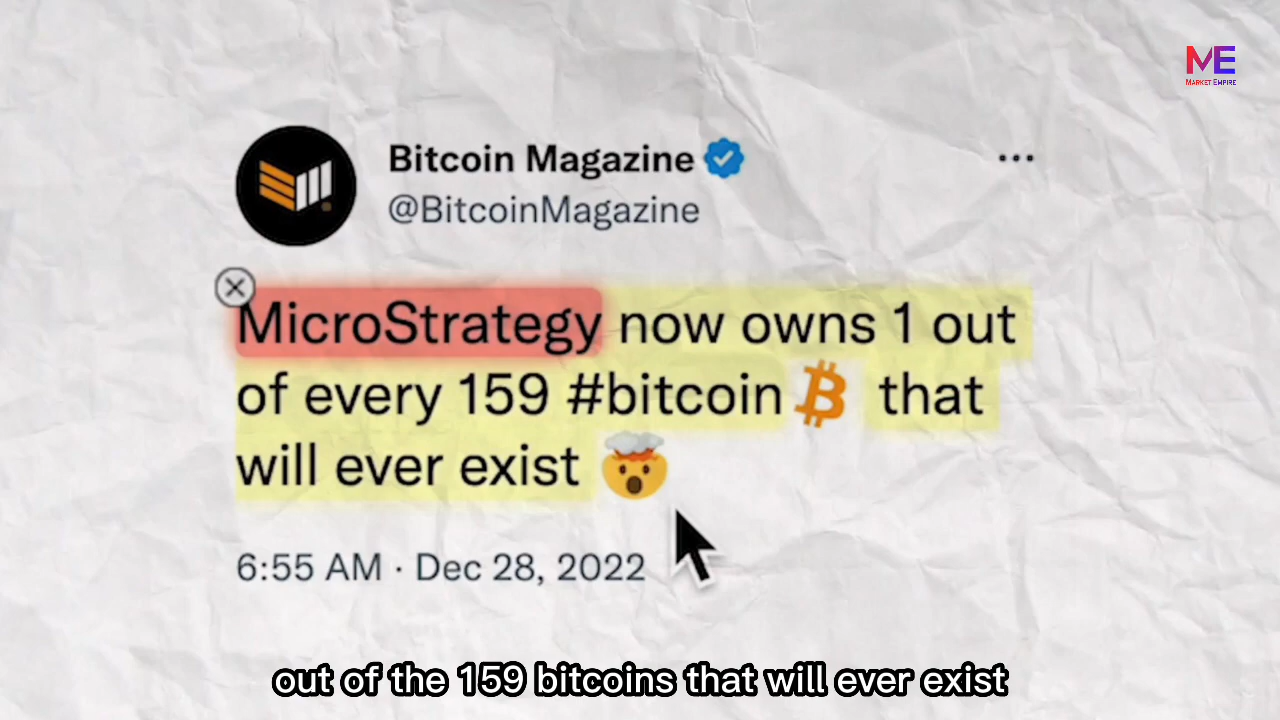 ME
MARKET EMPIRE
Bitcoin Magazine
@BitcoinMagazine
MicroStrategy now owns 1 out
of every 159 #bitcoin that
will ever exist 🤯
6:55 AM · Dec 28, 2022
out of the 159 bitcoins that will ever exist